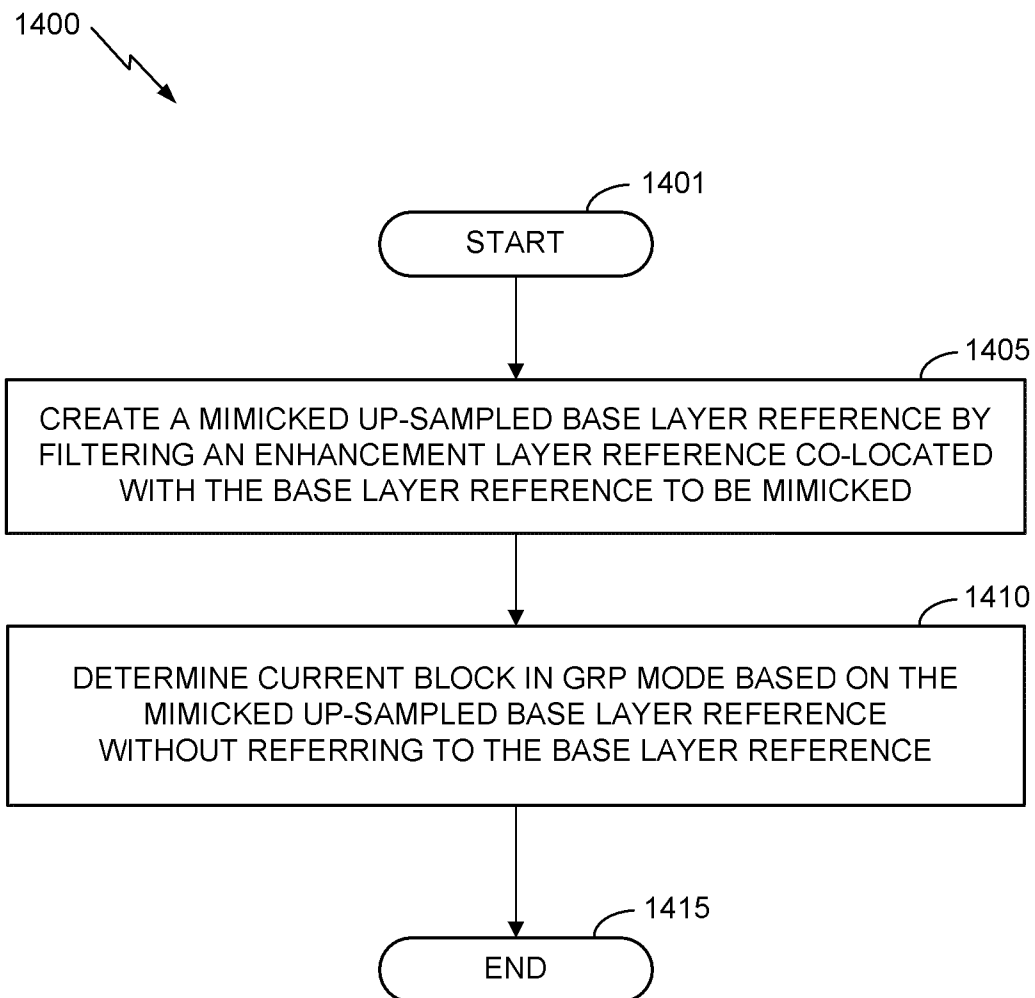 1400
1401
START
1405
CREATE A MIMICKED UP-SAMPLED BASE LAYER REFERENCE BY
FILTERING AN ENHANCEMENT LAYER REFERENCE CO-LOCATED
WITH THE BASE LAYER REFERENCE TO BE MIMICKED
1410
DETERMINE CURRENT BLOCK IN GRP MODE BASED ON THE
MIMICKED UP-SAMPLED BASE LAYER REFERENCE
WITHOUT REFERRING TO THE BASE LAYER REFERENCE
1415
END